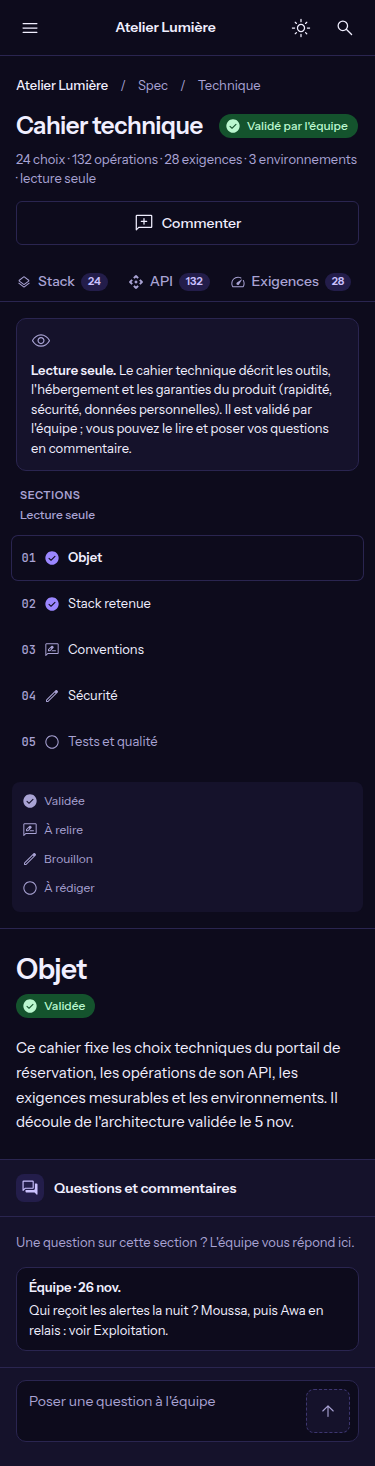 Atelier Lumière
Atelier Lumière / Spec / Technique
Cahier technique
Validé par l'équipe
24 choix · 132 opérations · 28 exigences · 3 environnements
· lecture seule
Commenter
Stack 24
API 132
Exigences 28
Lecture seule. Le cahier technique décrit les outils,
l'hébergement et les garanties du produit (rapidité,
sécurité, données personnelles). Il est validé par
l'équipe ; vous pouvez le lire et poser vos questions
en commentaire.
SECTIONS
Lecture seule
01 Objet
02 Stack retenue
03 Conventions
04 Sécurité
05 Tests et qualité
Validée
À relire
Brouillon
À rédiger
Objet
Validée
Ce cahier fixe les choix techniques du portail de
réservation, les opérations de son API, les
exigences mesurables et les environnements. Il
découle de l'architecture validée le 5 nov.
Questions et commentaires
Une question sur cette section ? L'équipe vous répond ici.
Équipe · 26 nov.
Qui reçoit les alertes la nuit ? Moussa, puis Awa en
relais : voir Exploitation.
Poser une question à l'équipe